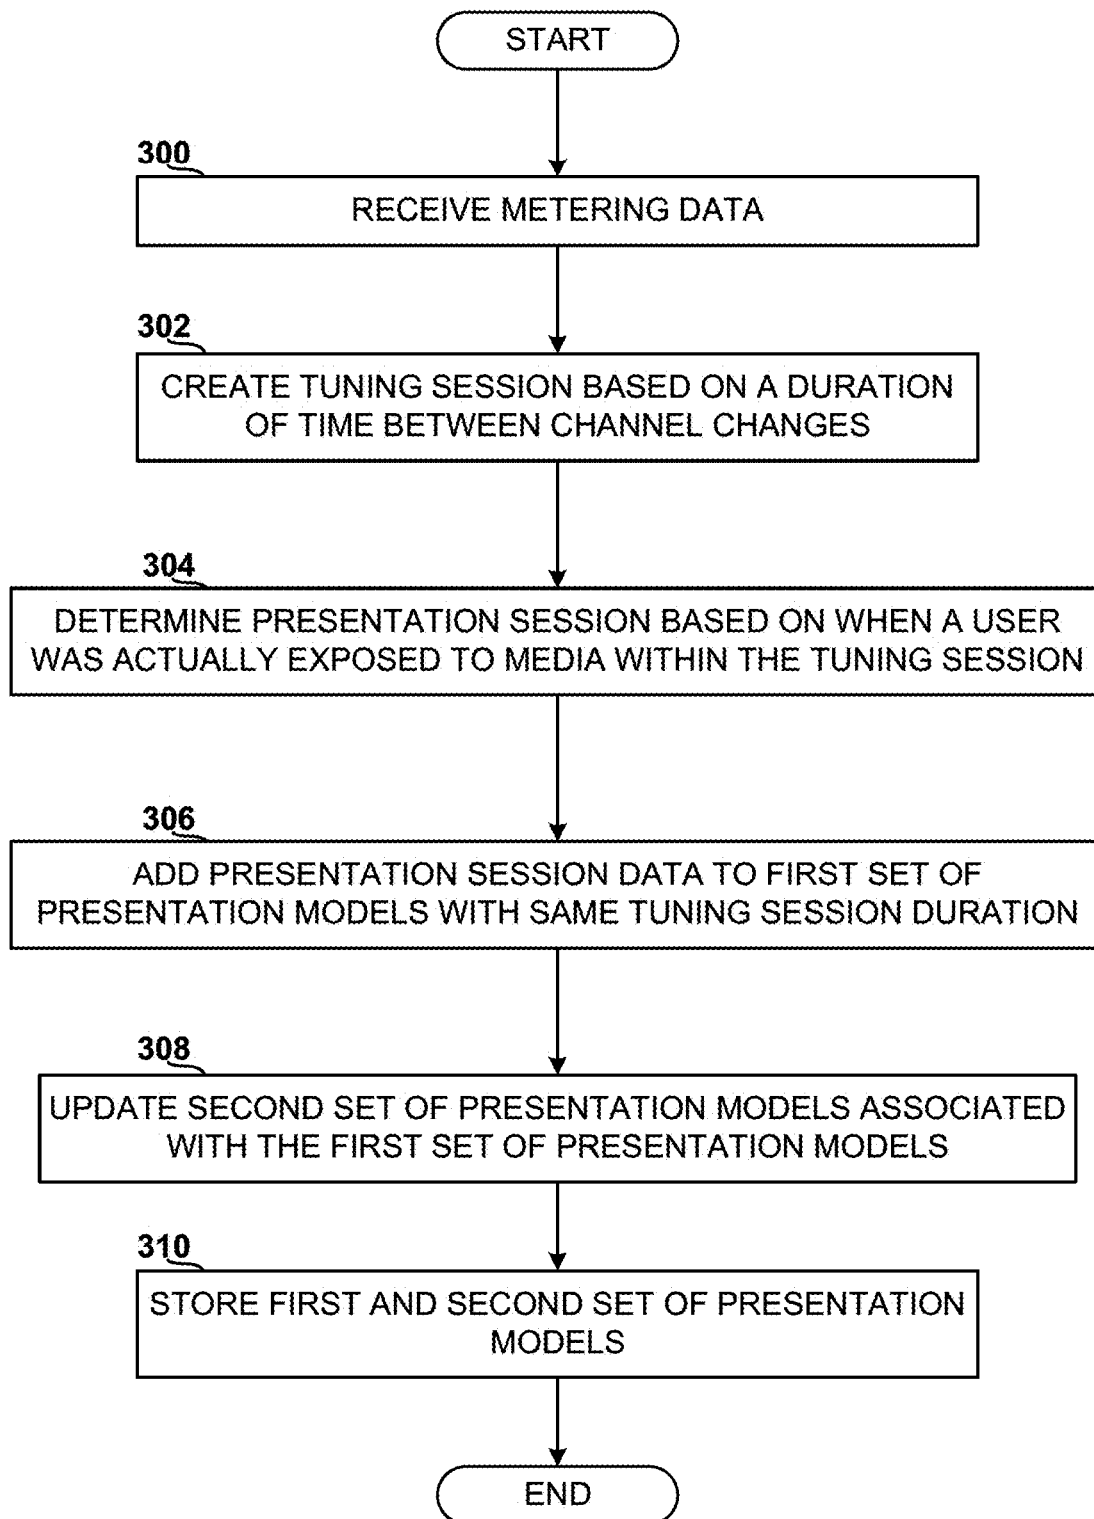 START
300
RECEIVE METERING DATA
302
CREATE TUNING SESSION BASED ON A DURATION
OF TIME BETWEEN CHANNEL CHANGES
304
DETERMINE PRESENTATION SESSION BASED ON WHEN A USER
WAS ACTUALLY EXPOSED TO MEDIA WITHIN THE TUNING SESSION
306
ADD PRESENTATION SESSION DATA TO FIRST SET OF
PRESENTATION MODELS WITH SAME TUNING SESSION DURATION
308
UPDATE SECOND SET OF PRESENTATION MODELS ASSOCIATED
WITH THE FIRST SET OF PRESENTATION MODELS
310
STORE FIRST AND SECOND SET OF PRESENTATION
MODELS
END